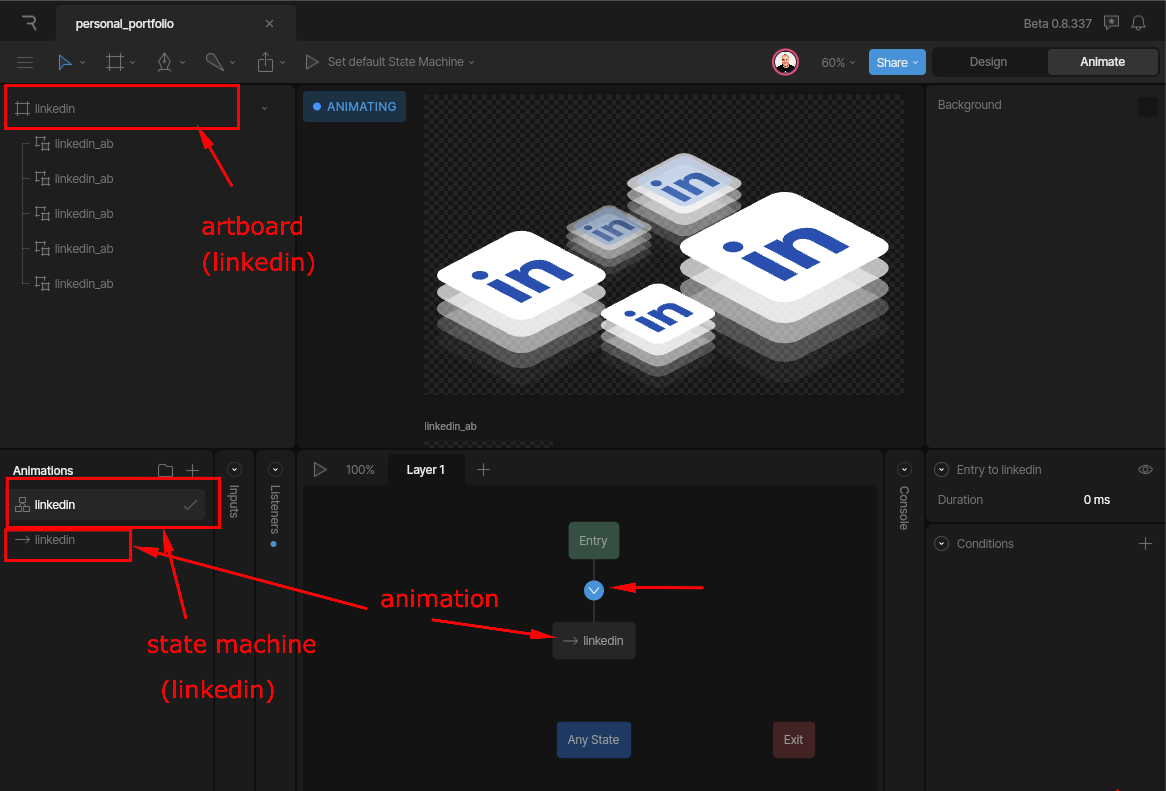 personal_portfolio
Beta 0.8.337
Set default State Machine
60%
Share
Design
Animate
linkedin
linkedin_ab
linkedin_ab
linkedin_ab
linkedin_ab
linkedin_ab
artboard
(linkedin)
ANIMATING
in
in
in
in
in
linkedin_ab
Background
Animations
linkedin
linkedin
Inputs
Listeners
100%
Layer 1
Entry
linkedin
Any State
Exit
animation
state machine
(linkedin)
Console
Entry to linkedin
Duration
0 ms
Conditions